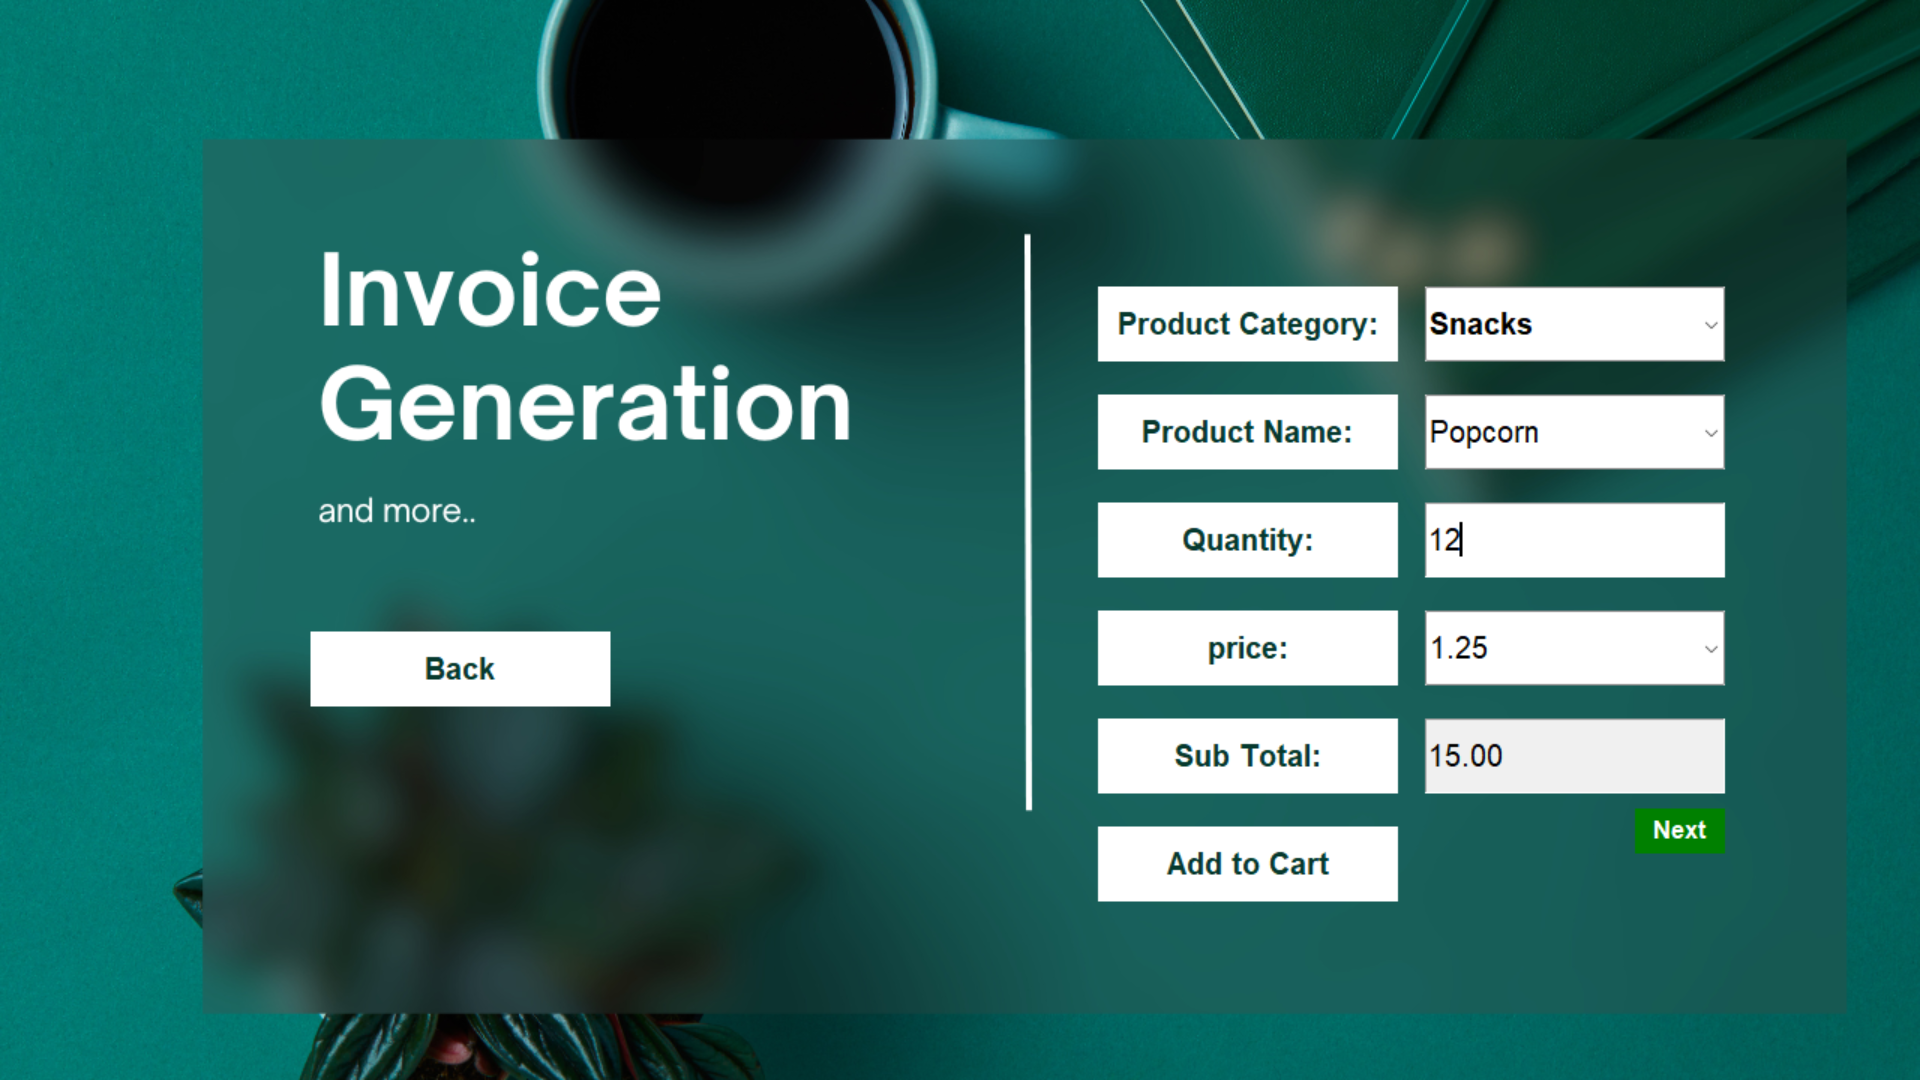 Invoice
Generation
and more..
Back
Product Category: Snacks
Product Name: Popcorn
Quantity: 12
price: 1.25
Sub Total: 15.00
Next
Add to Cart